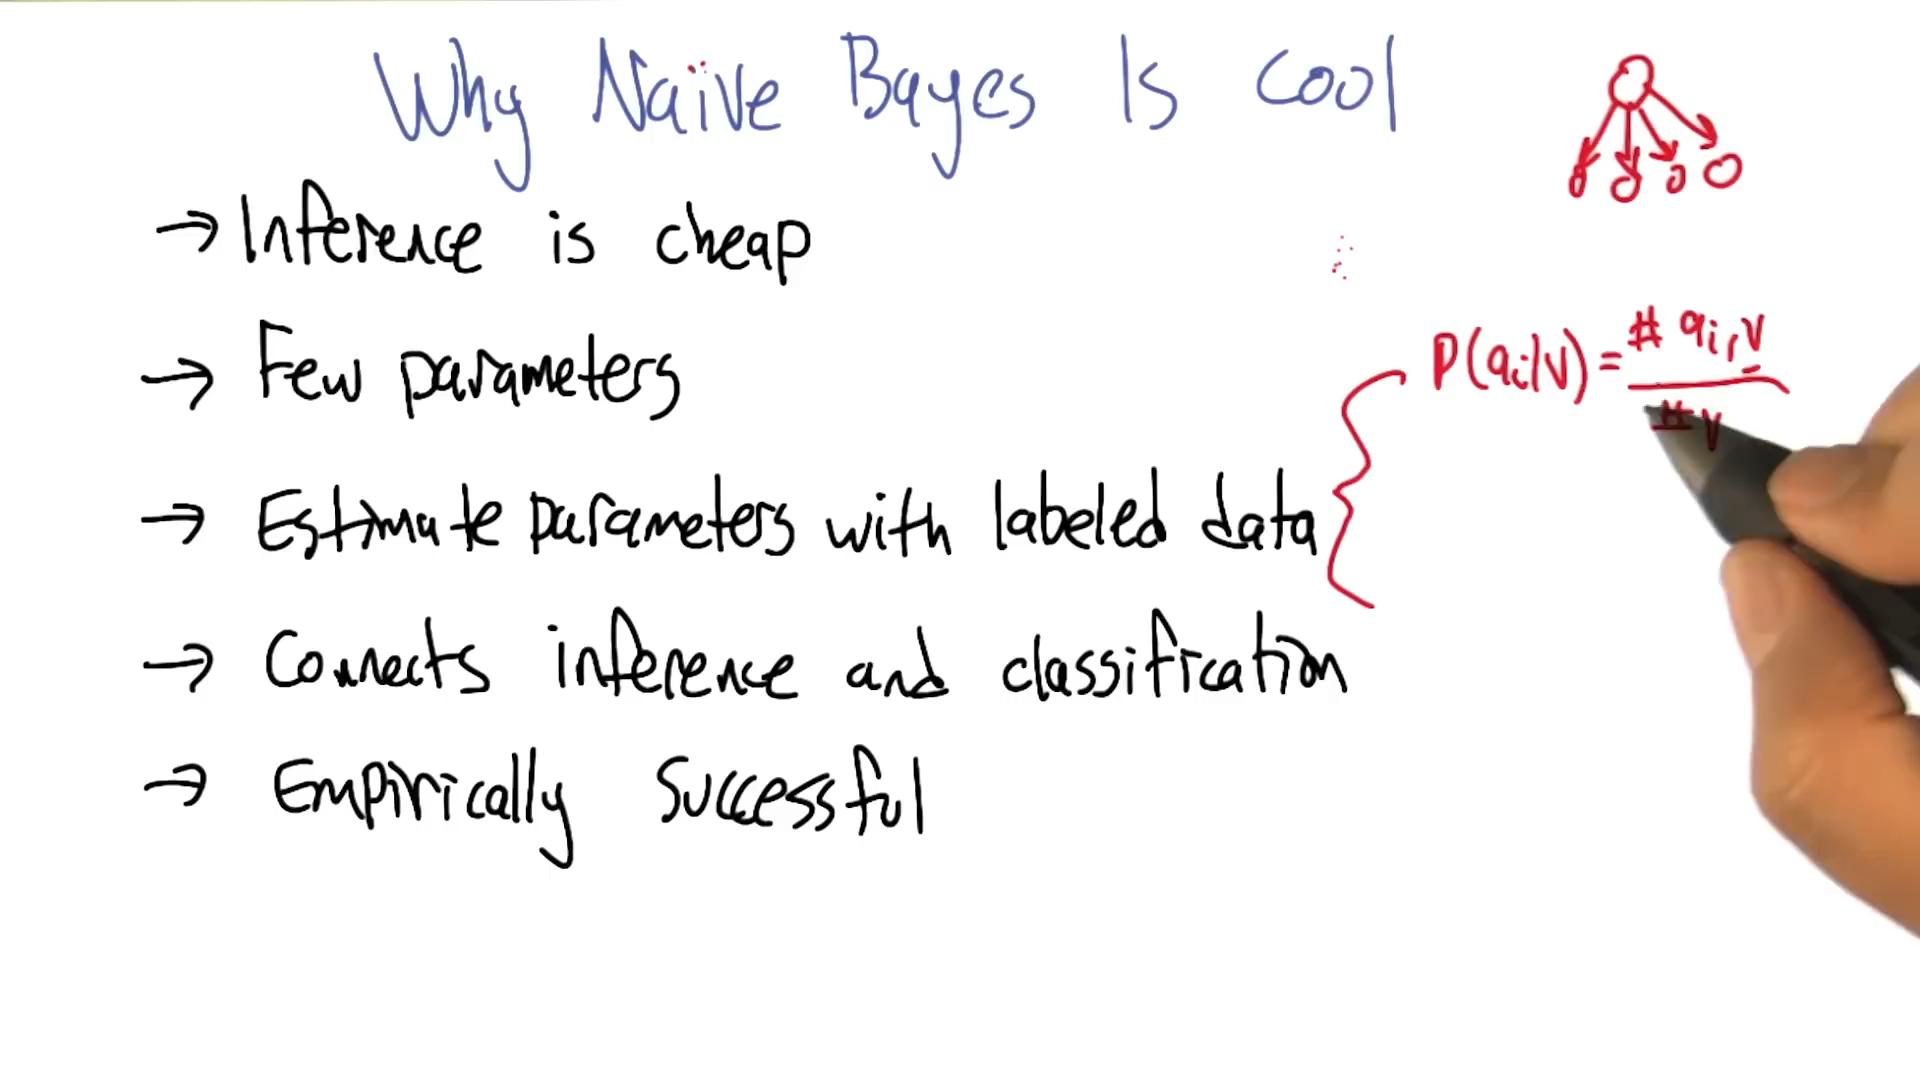 Why Naïve Bayes Is Cool
→ Inference is cheap
→ Few parameters
P(ai|V) = # ai, V
# V
→ Estimate parameters with labeled data
→ Connects inference and classification
→ Empirically successful